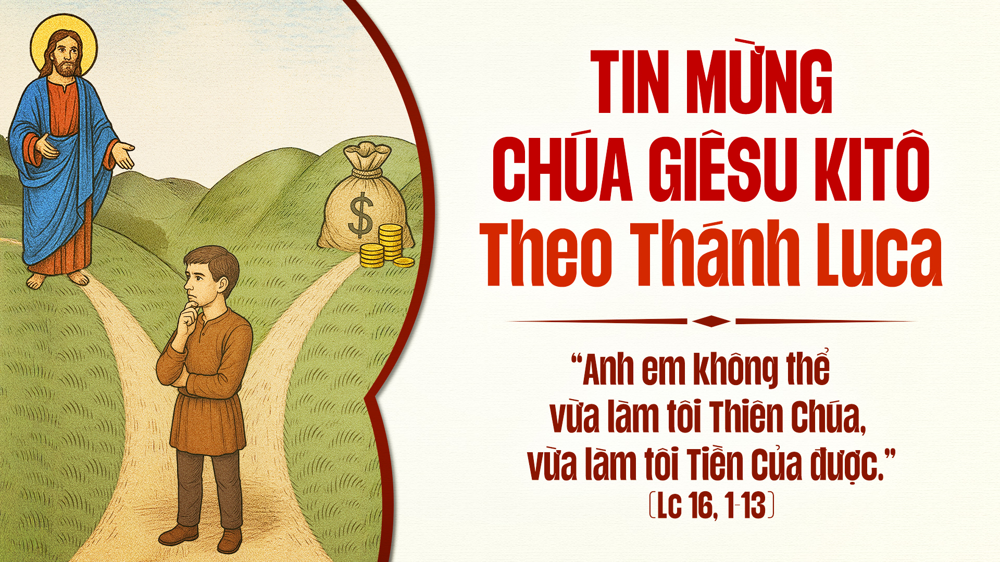 TIN MỪNG
CHÚA GIÊSU KITÔ
Theo Thánh Luca
“Anh em không thể
vừa làm tôi Thiên Chúa,
vừa làm tôi Tiền Của được.”
(Lc 16, 1-13)
$